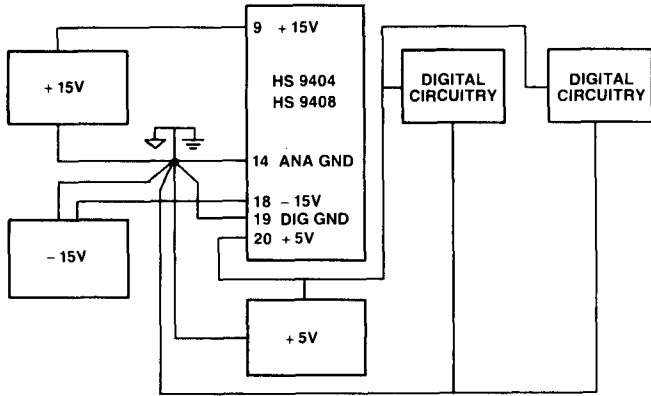 9 + 15V
HS 9404
HS 9408
14 ANA GND
18 – 15V
19 DIG GND
20 + 5V
+ 15V
– 15V
+ 5V
DIGITAL
CIRCUITRY
DIGITAL
CIRCUITRY